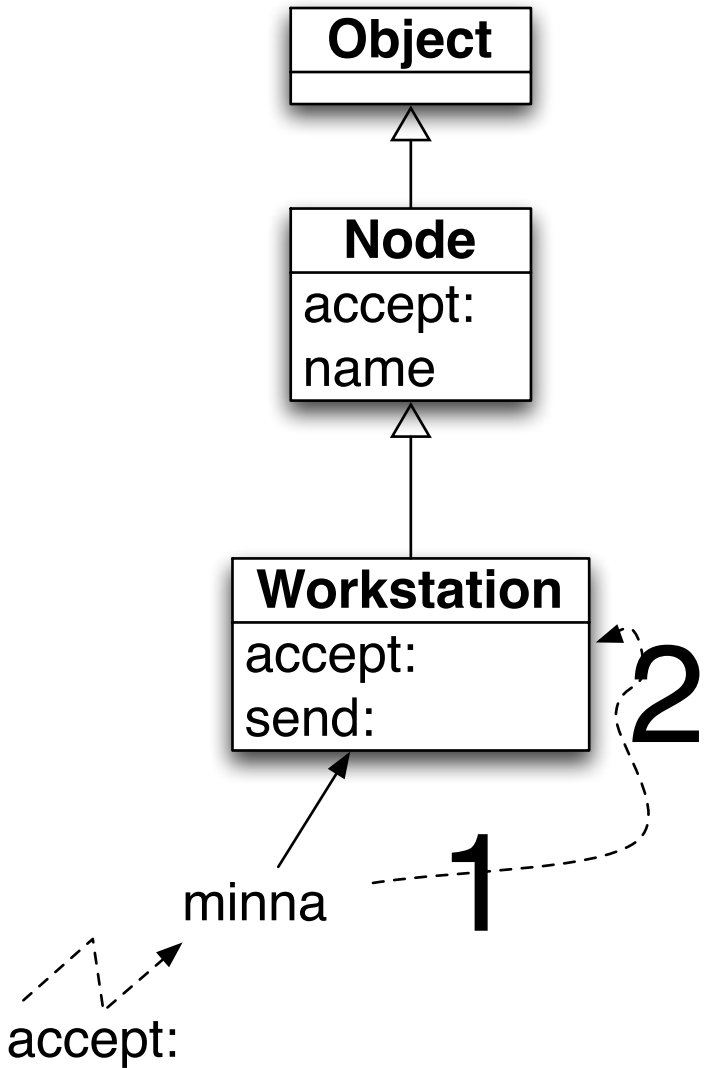 Object
Node
accept:
name
Workstation
accept:
send:
2
1
minna
accept: